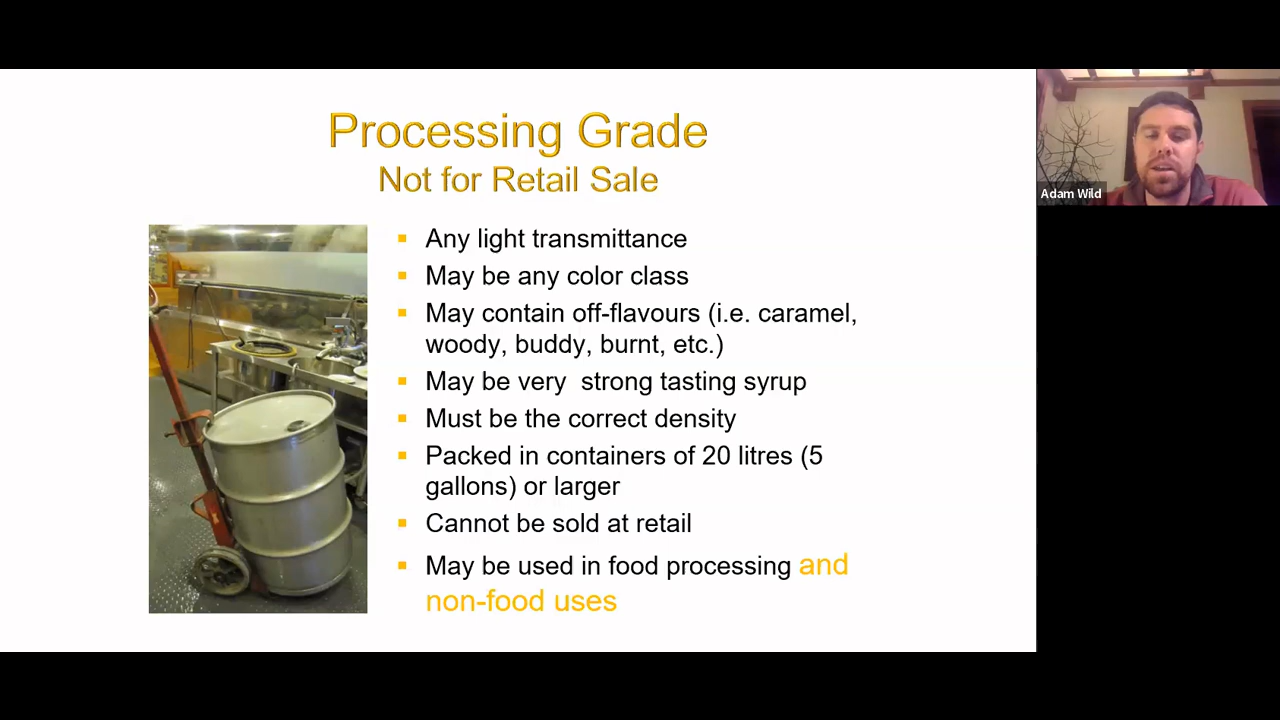 Processing Grade
Not for Retail Sale
Adam Wild
Any light transmittance
May be any color class
May contain off-flavours (i.e. caramel,
woody, buddy, burnt, etc.)
May be very  strong tasting syrup
Must be the correct density
Packed in containers of 20 litres (5
gallons) or larger
Cannot be sold at retail
May be used in food processing and
non-food uses